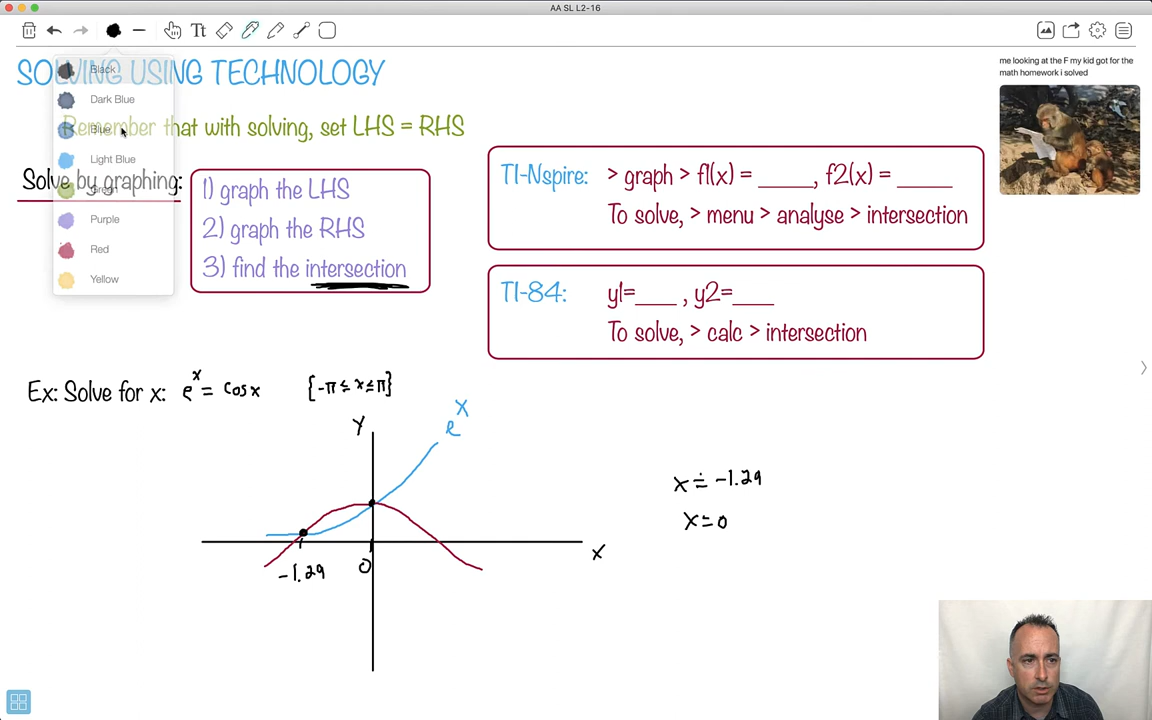 AA SL L2-16
Tt
me looking at the F my kid got for the
math homework i solved
SOLVING USING TECHNOLOGY
Remember that with solving, set LHS = RHS
Black
Dark Blue
Blue
Light Blue
Green
Purple
Red
Yellow
Solve by graphing:
1) graph the LHS
2) graph the RHS
3) find the intersection
TI-Nspire: > graph > f1(x) = ____, f2(x) = ____
To solve, > menu > analyse > intersection
TI-84: y1=___ , y2=___
To solve, > calc > intersection
Ex: Solve for x: e^x = cos x [-π ≤ x ≤ π]
y
e^x
x ≐ -1.29
x = 0
x
-1.29
0